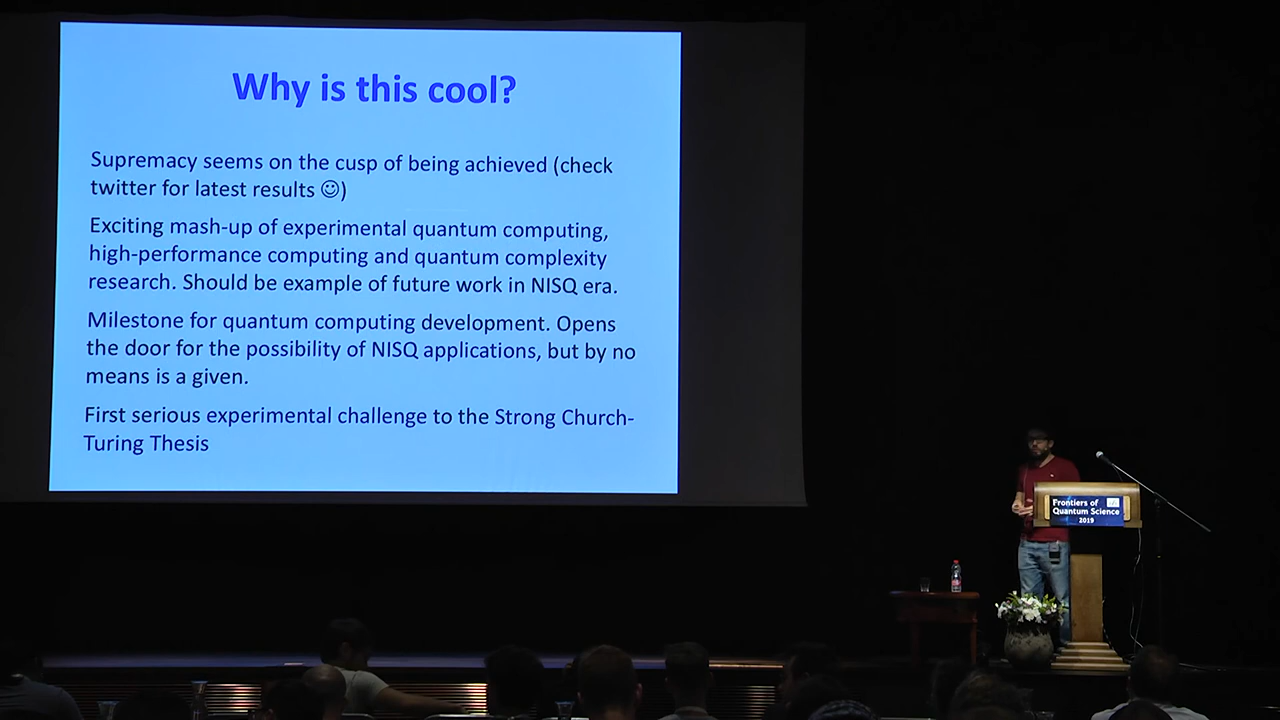 Why is this cool?
Supremacy seems on the cusp of being achieved (check
twitter for latest results ☺)
Exciting mash-up of experimental quantum computing,
high-performance computing and quantum complexity
research. Should be example of future work in NISQ era.
Milestone for quantum computing development. Opens
the door for the possibility of NISQ applications, but by no
means is a given.
First serious experimental challenge to the Strong Church-
Turing Thesis
Frontiers of
Quantum Science
2019